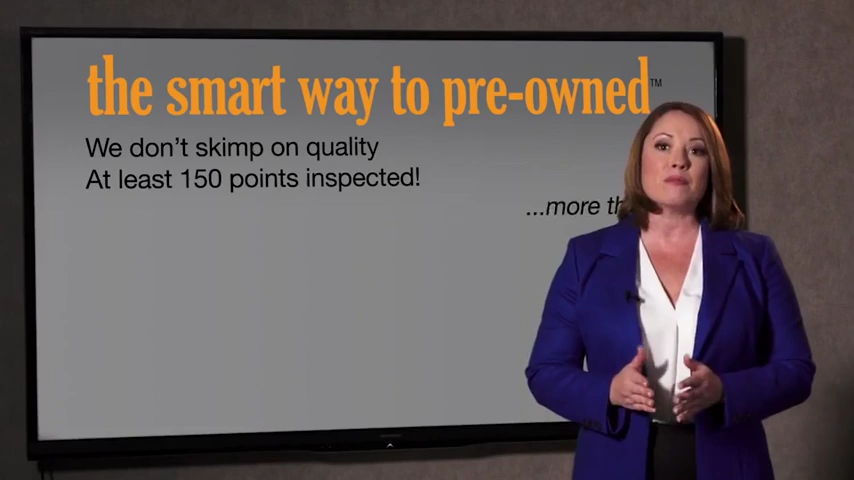 the smart way to pre-owned™
We don't skimp on quality
At least 150 points inspected!
...more